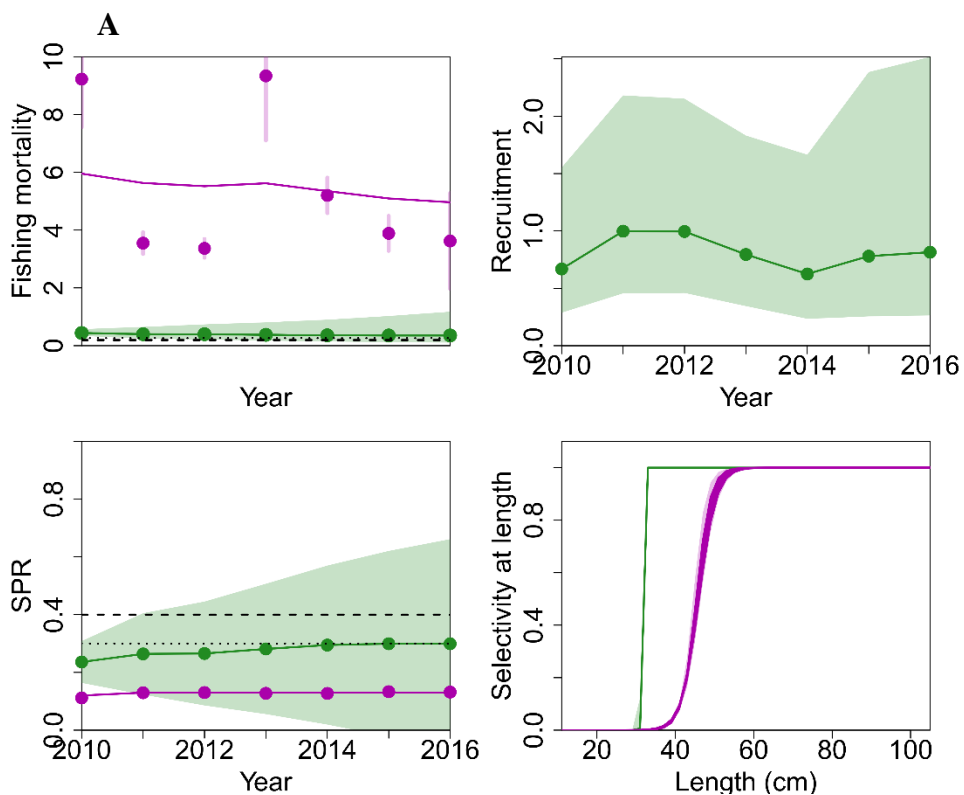 A
Fishing mortality
10
8
6
4
2
0
Year
Recruitment
2.0
1.0
0.0
2010 2012 2014 2016
Year
SPR
0.8
0.4
0.0
2010 2012 2014 2016
Year
Selectivity at length
0.8
0.4
0.0
20 40 60 80 100
Length (cm)